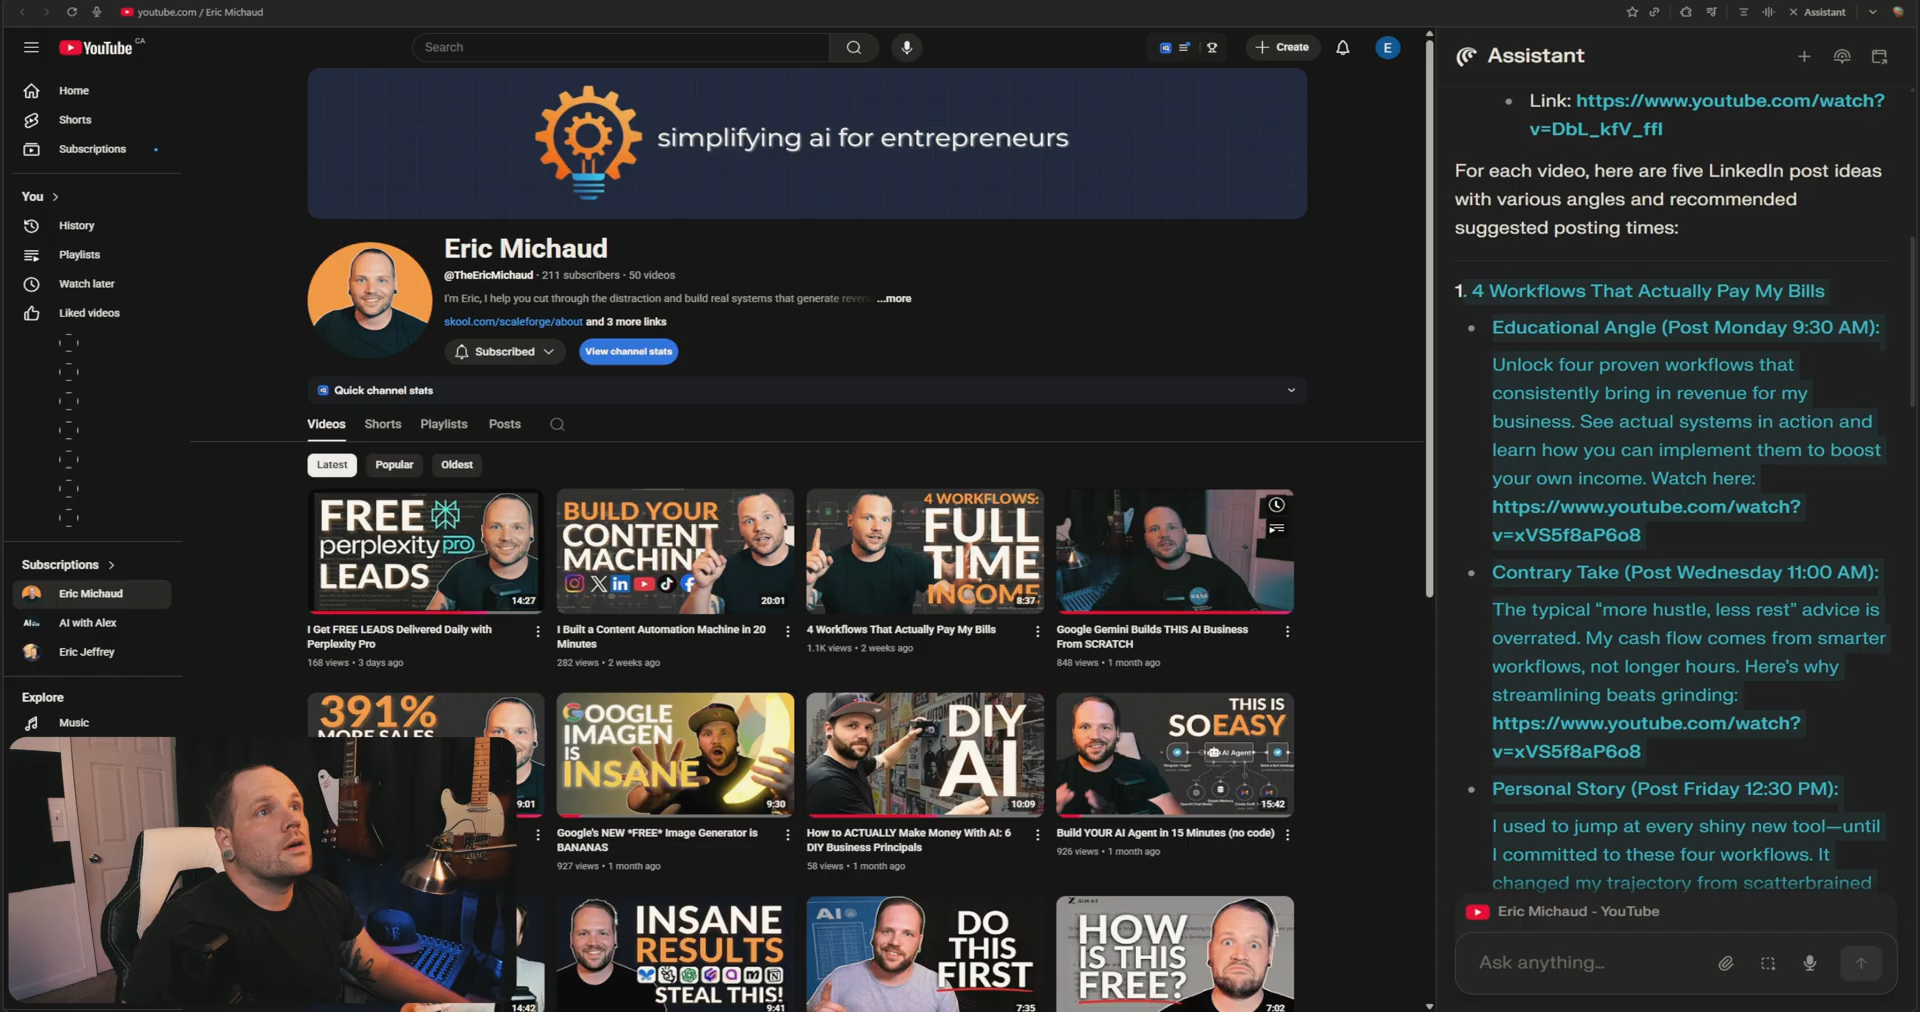 youtube.com / Eric Michaud
Assistant
YouTube CA
Search
Create
E
Home
Shorts
Subscriptions
You
History
Playlists
Watch later
Liked videos
Subscriptions
Eric Michaud
AI with Alex
Eric Jeffrey
Explore
Music
simplifying ai for entrepreneurs
Eric Michaud
@TheEricMichaud · 211 subscribers · 50 videos
I'm Eric, I help you cut through the distraction and build real systems that generate reven ...more
skool.com/scaleforge/about and 3 more links
Subscribed
View channel stats
Quick channel stats
Videos Shorts Playlists Posts
Latest Popular Oldest
FREE
perplexity pro
LEADS
14:27
I Get FREE LEADS Delivered Daily with
Perplexity Pro
168 views • 3 days ago
BUILD YOUR
CONTENT
MACHINE
20:01
I Built a Content Automation Machine in 20
Minutes
282 views • 2 weeks ago
4 WORKFLOWS:
FULL
TIME
INCOME
8:37
4 Workflows That Actually Pay My Bills
1.1K views • 2 weeks ago
Google Gemini Builds THIS AI Business
From SCRATCH
848 views • 1 month ago
391%
MORE SALES
9:01
GOOGLE
IMAGEN
IS
INSANE
9:30
Google's NEW *FREE* Image Generator is
BANANAS
927 views • 1 month ago
DIY
AI
10:09
How to ACTUALLY Make Money With AI: 6
DIY Business Principals
58 views • 1 month ago
THIS IS
SO EASY
AI Agent
15:42
Build YOUR AI Agent in 15 Minutes (no code)
926 views • 1 month ago
14:42
INSANE
RESULTS
STEAL THIS!
9:41
AI
DO
THIS
FIRST
7:35
HOW
IS THIS
FREE?
7:02
Assistant
Link: https://www.youtube.com/watch?
v=DbL_kfV_ffI
For each video, here are five LinkedIn post ideas
with various angles and recommended
suggested posting times:
1. 4 Workflows That Actually Pay My Bills
Educational Angle (Post Monday 9:30 AM):
Unlock four proven workflows that
consistently bring in revenue for my
business. See actual systems in action and
learn how you can implement them to boost
your own income. Watch here:
https://www.youtube.com/watch?
v=xVS5f8aP6o8
Contrary Take (Post Wednesday 11:00 AM):
The typical “more hustle, less rest” advice is
overrated. My cash flow comes from smarter
workflows, not longer hours. Here’s why
streamlining beats grinding:
https://www.youtube.com/watch?
v=xVS5f8aP6o8
Personal Story (Post Friday 12:30 PM):
I used to jump at every shiny new tool—until
I committed to these four workflows. It
changed my trajectory from scatterbrained
Eric Michaud - YouTube
Ask anything...